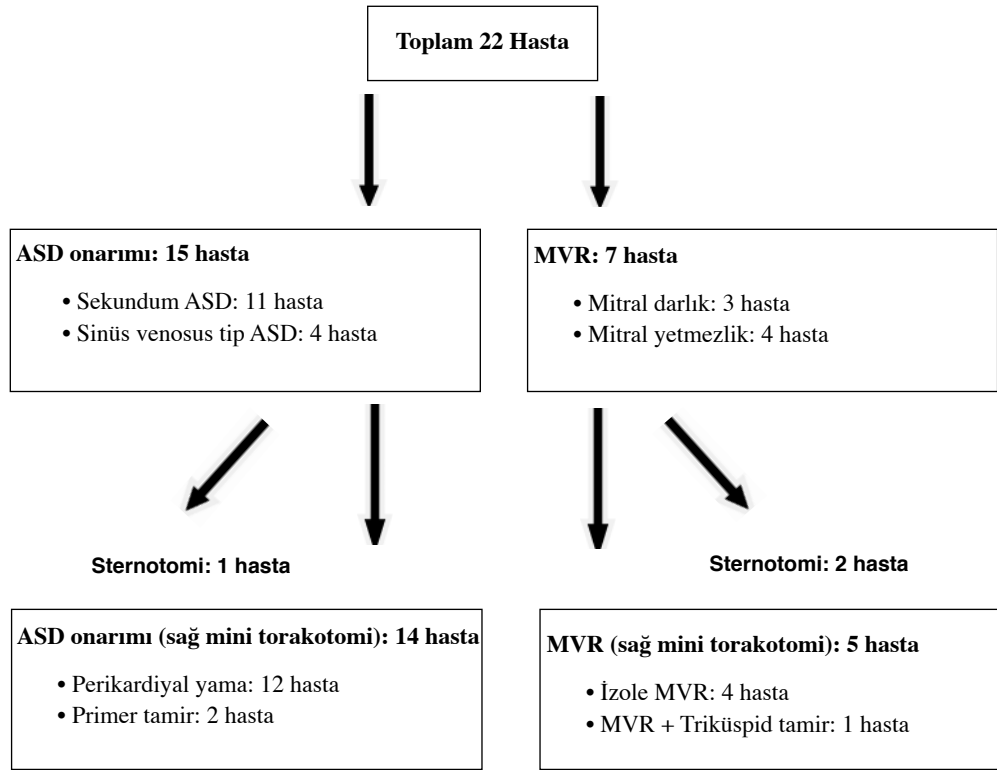 Toplam 22 Hasta
ASD onarımı: 15 hasta
• Sekundum ASD: 11 hasta
• Sinüs venosus tip ASD: 4 hasta
MVR: 7 hasta
• Mitral darlık: 3 hasta
• Mitral yetmezlik: 4 hasta
Sternotomi: 1 hasta
Sternotomi: 2 hasta
ASD onarımı (sağ mini torakotomi): 14 hasta
• Perikardiyal yama: 12 hasta
• Primer tamir: 2 hasta
MVR (sağ mini torakotomi): 5 hasta
• İzole MVR: 4 hasta
• MVR + Triküspid tamir: 1 hasta